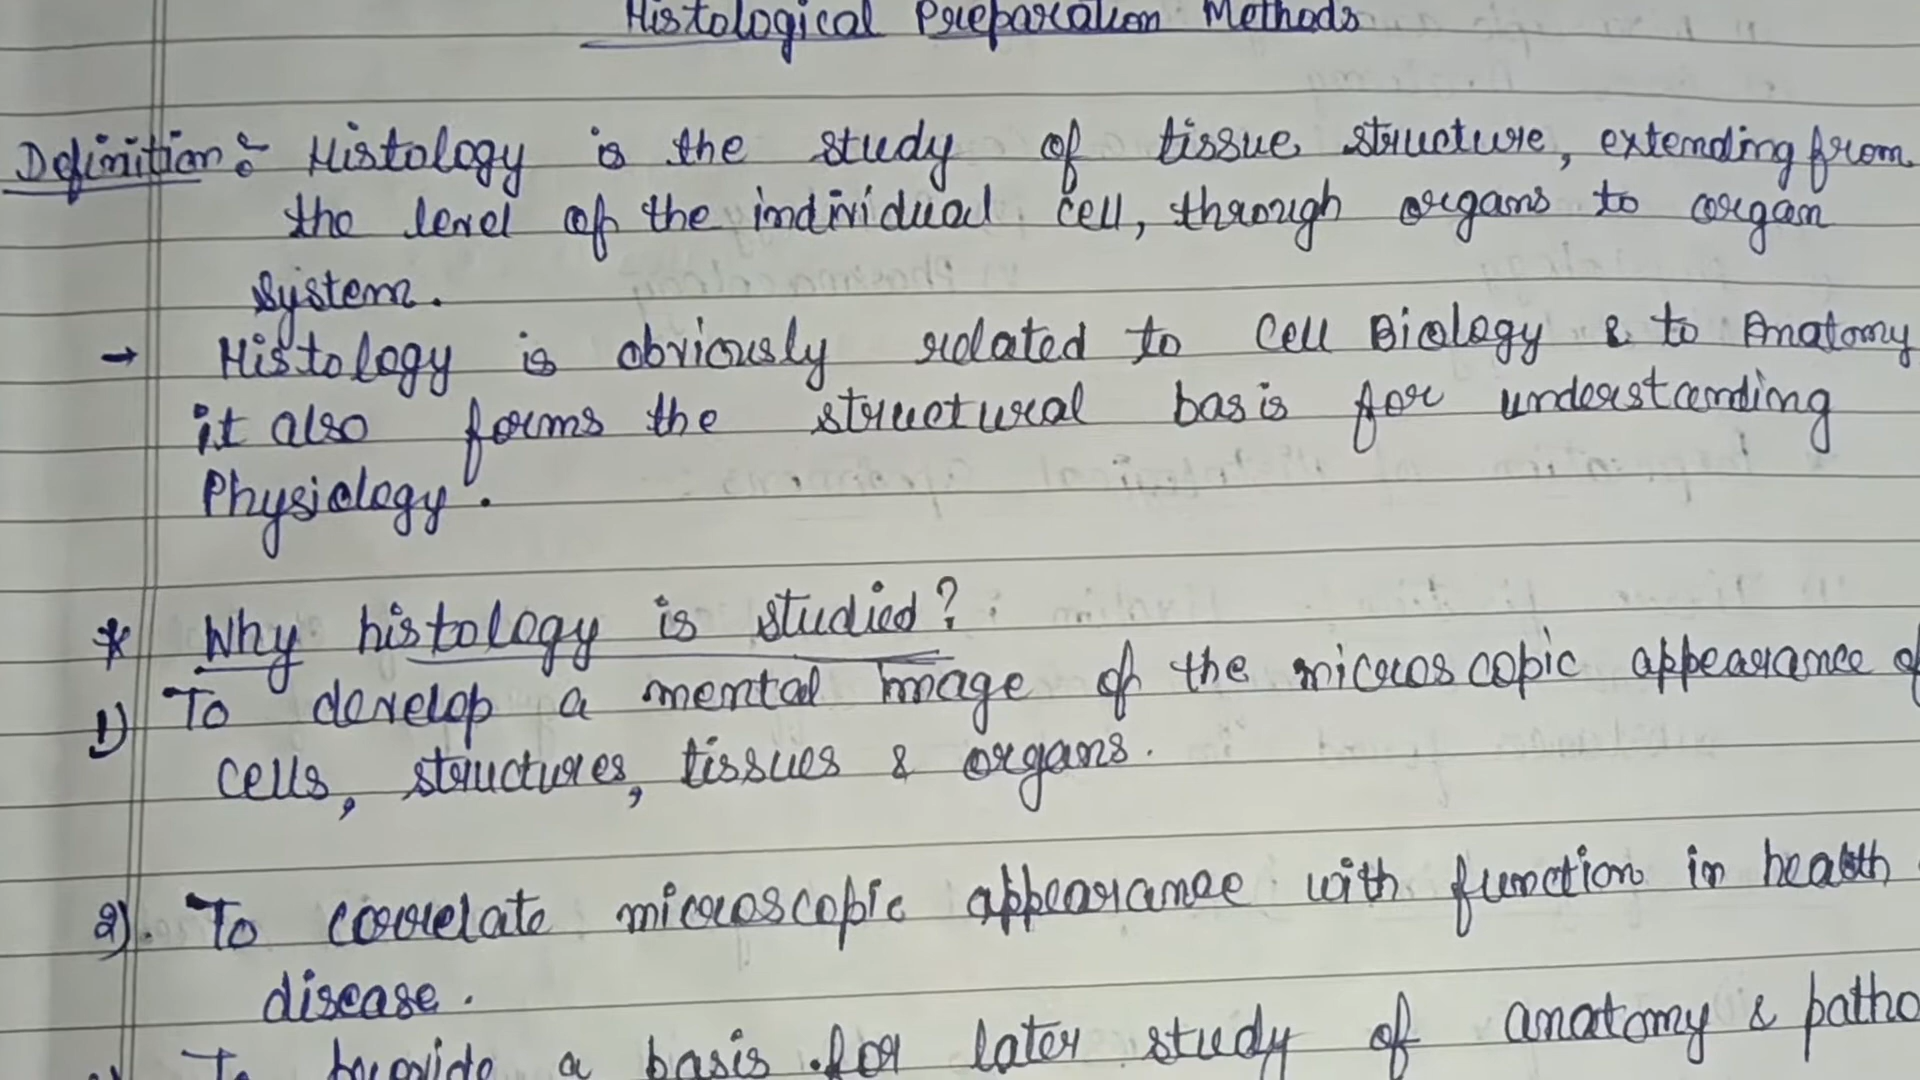 Histological Preparation Methods
Definition :- Histology is the study of tissue structure, extending from
the level of the individual cell, through organs to organ
system.
→ Histology is obviously related to Cell Biology & to Anatomy
it also forms the structural basis for understanding
Physiology.
* Why histology is studied?
1) To develop a mental image of the microscopic appearance of
cells, structures, tissues & organs.
2). To correlate microscopic appearance with function in health
disease.
To provide a basis for later study of anatomy & patho